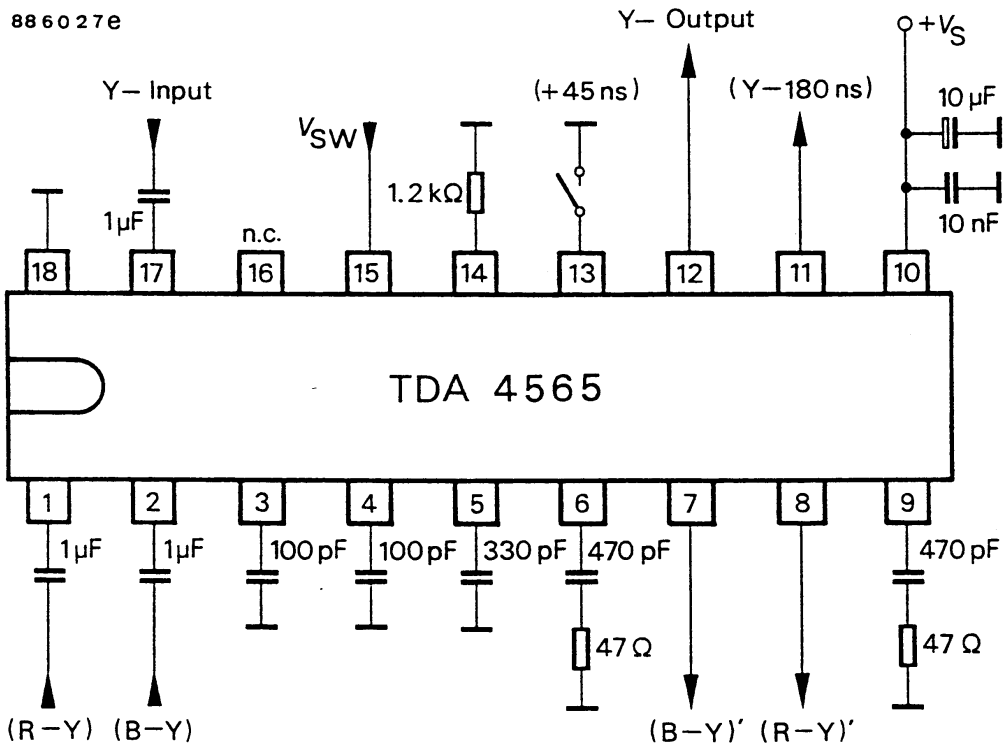 886027e
Y– Output
+VS
Y– Input
(+45 ns)
(Y–180 ns)
10 µF
VSW
1.2 kΩ
1µF
10 nF
n.c.
18
17
16
15
14
13
12
11
10
TDA 4565
1
2
3
4
5
6
7
8
9
1µF
1µF
100 pF
100 pF
330 pF
470 pF
470 pF
47 Ω
47 Ω
(R–Y)
(B–Y)
(B–Y)′
(R–Y)′